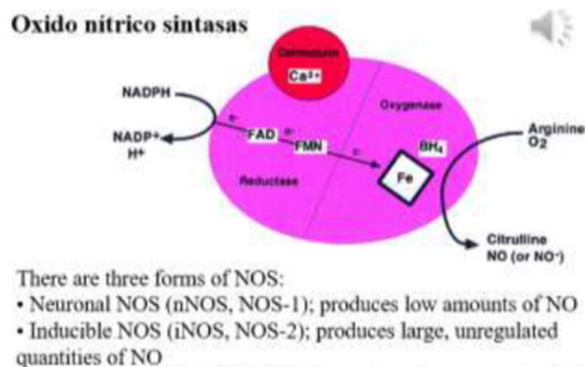 Oxido nítrico sintasas
Calmodulin
Ca²⁺
NADPH
Oxygenase
e-
FAD
e-
FMN
e-
BH₄
Arginine
O₂
NADP+
H+
Reductase
Fe
Citrulline
NO (or NO⁻)
There are three forms of NOS:
• Neuronal NOS (nNOS, NOS-1); produces low amounts of NO
• Inducible NOS (iNOS, NOS-2); produces large, unregulated
quantities of NO